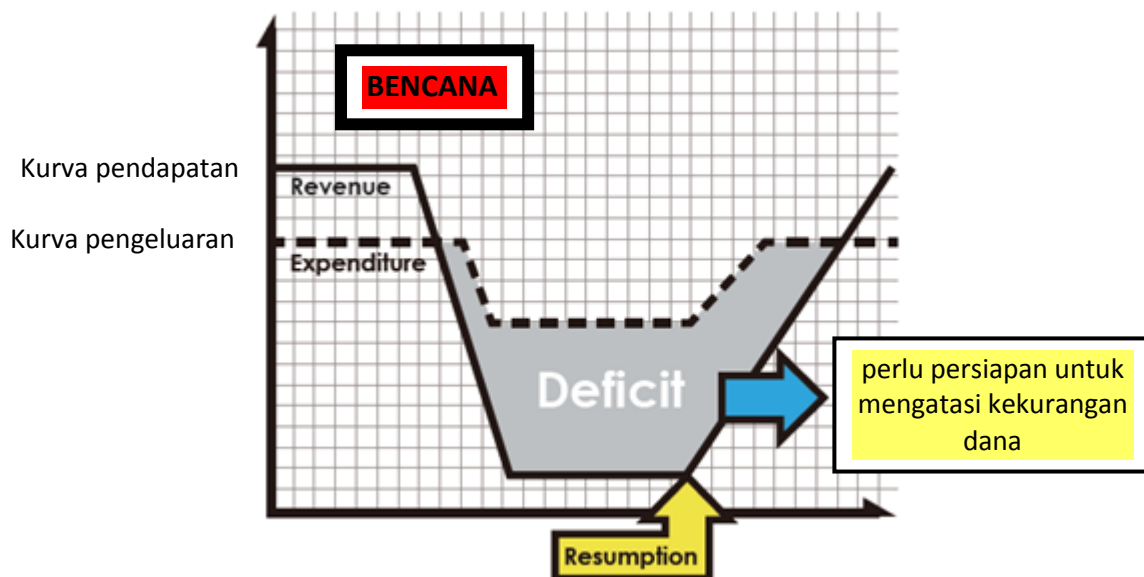 BENCANA
Kurva pendapatan
Revenue
Kurva pengeluaran
Expenditure
Deficit
perlu persiapan untuk
mengatasi kekurangan
dana
Resumption